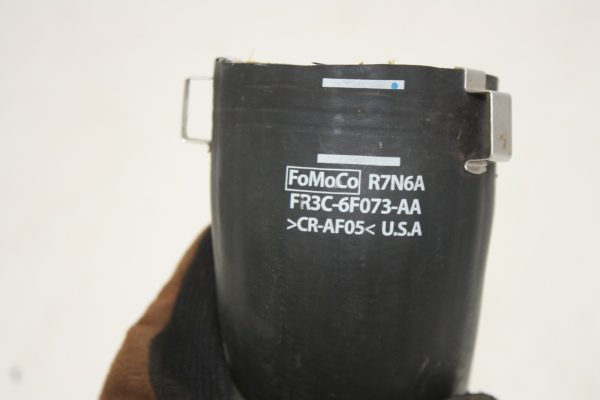 FoMoCo R7N6A
FR3C-6F073-AA
>CR-AF05< U.S.A